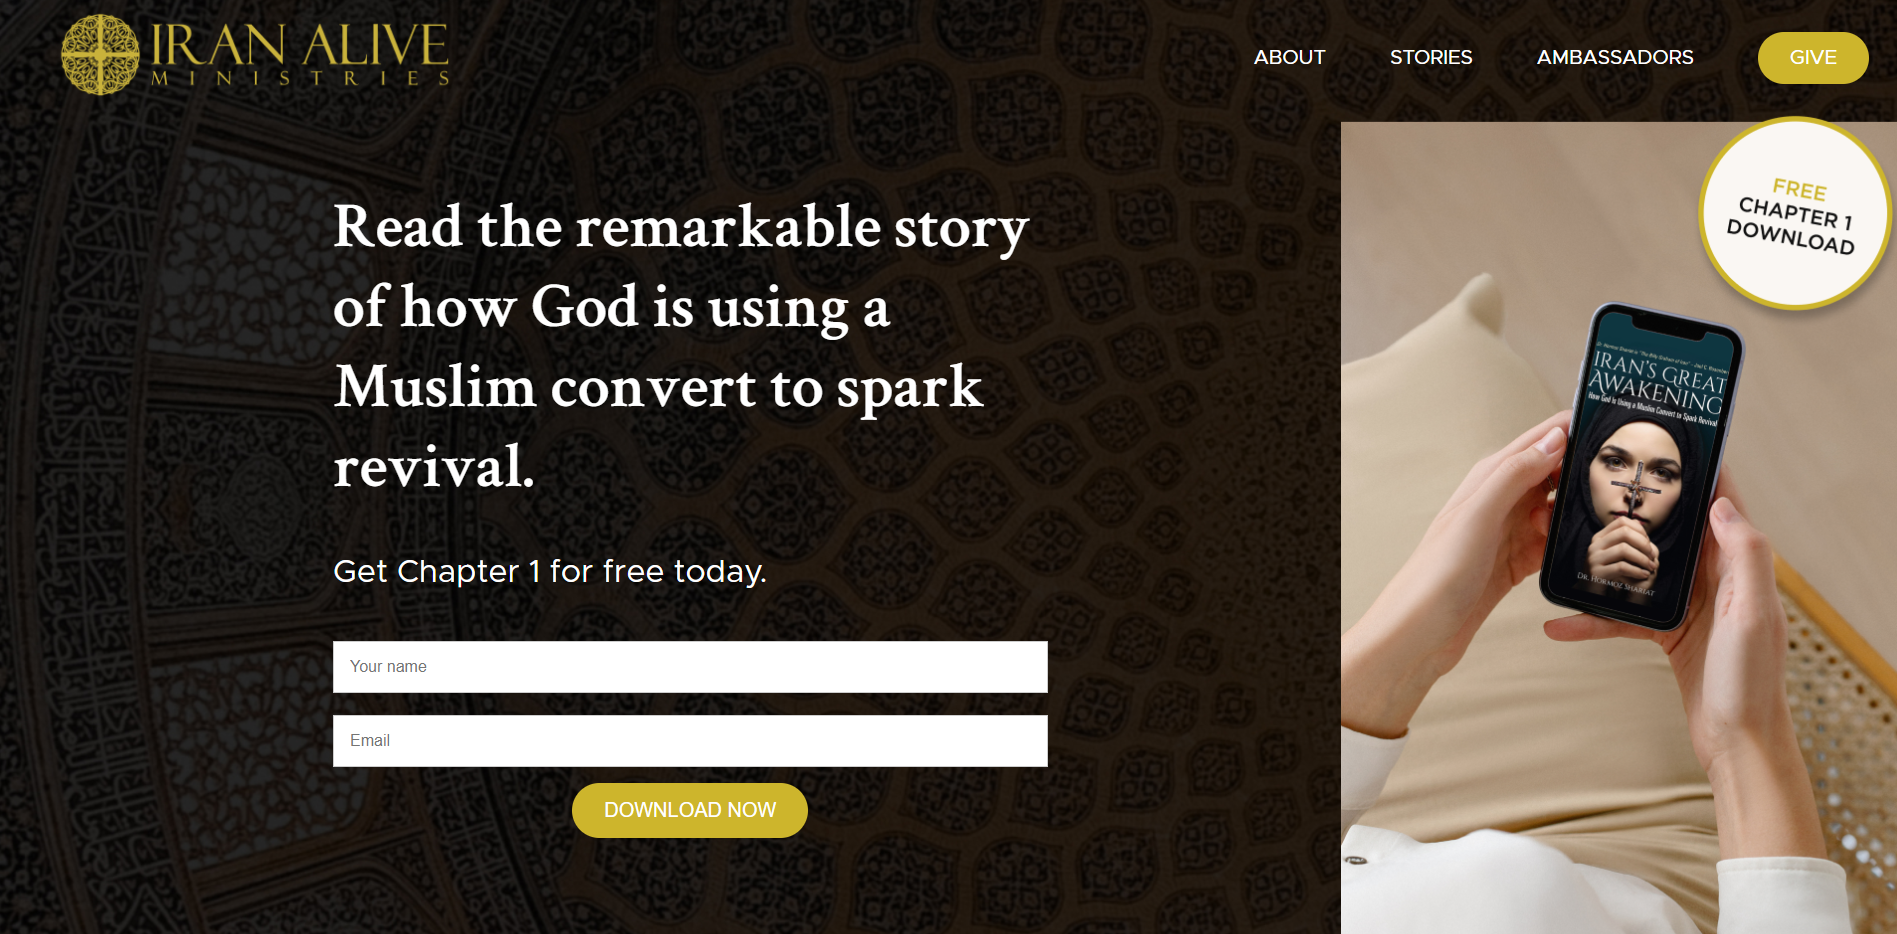 IRAN ALIVE
MINISTRIES
ABOUT
STORIES
AMBASSADORS
GIVE
FREE
CHAPTER 1
DOWNLOAD
Read the remarkable story
of how God is using a
Muslim convert to spark
revival.
Get Chapter 1 for free today.
Your name
Email
DOWNLOAD NOW
IRAN'S GREAT
AWAKENING
How God Is Using a Muslim Convert to Spark Revival
DR. HORMOZ SHARIAT